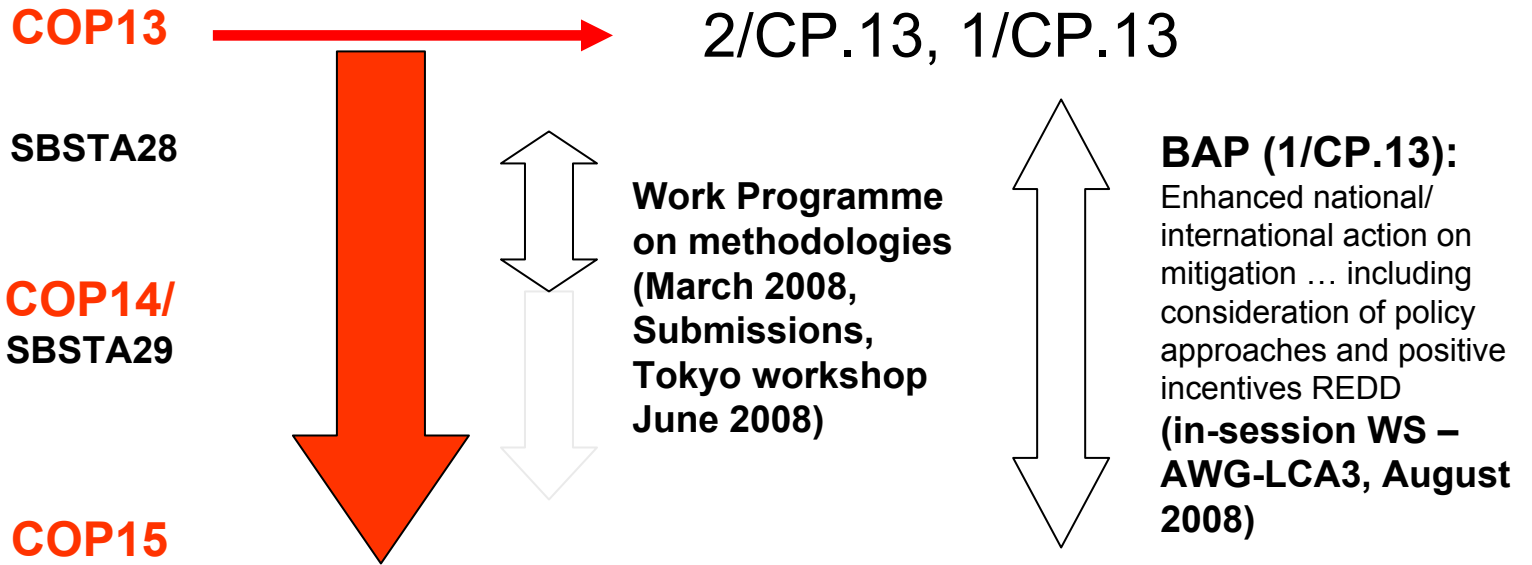 COP13
2/CP.13, 1/CP.13
SBSTA28
COP14/
SBSTA29
COP15
Work Programme
on methodologies
(March 2008,
Submissions,
Tokyo workshop
June 2008)
BAP (1/CP.13):
Enhanced national/
international action on
mitigation … including
consideration of policy
approaches and positive
incentives REDD
(in-session WS –
AWG-LCA3, August
2008)